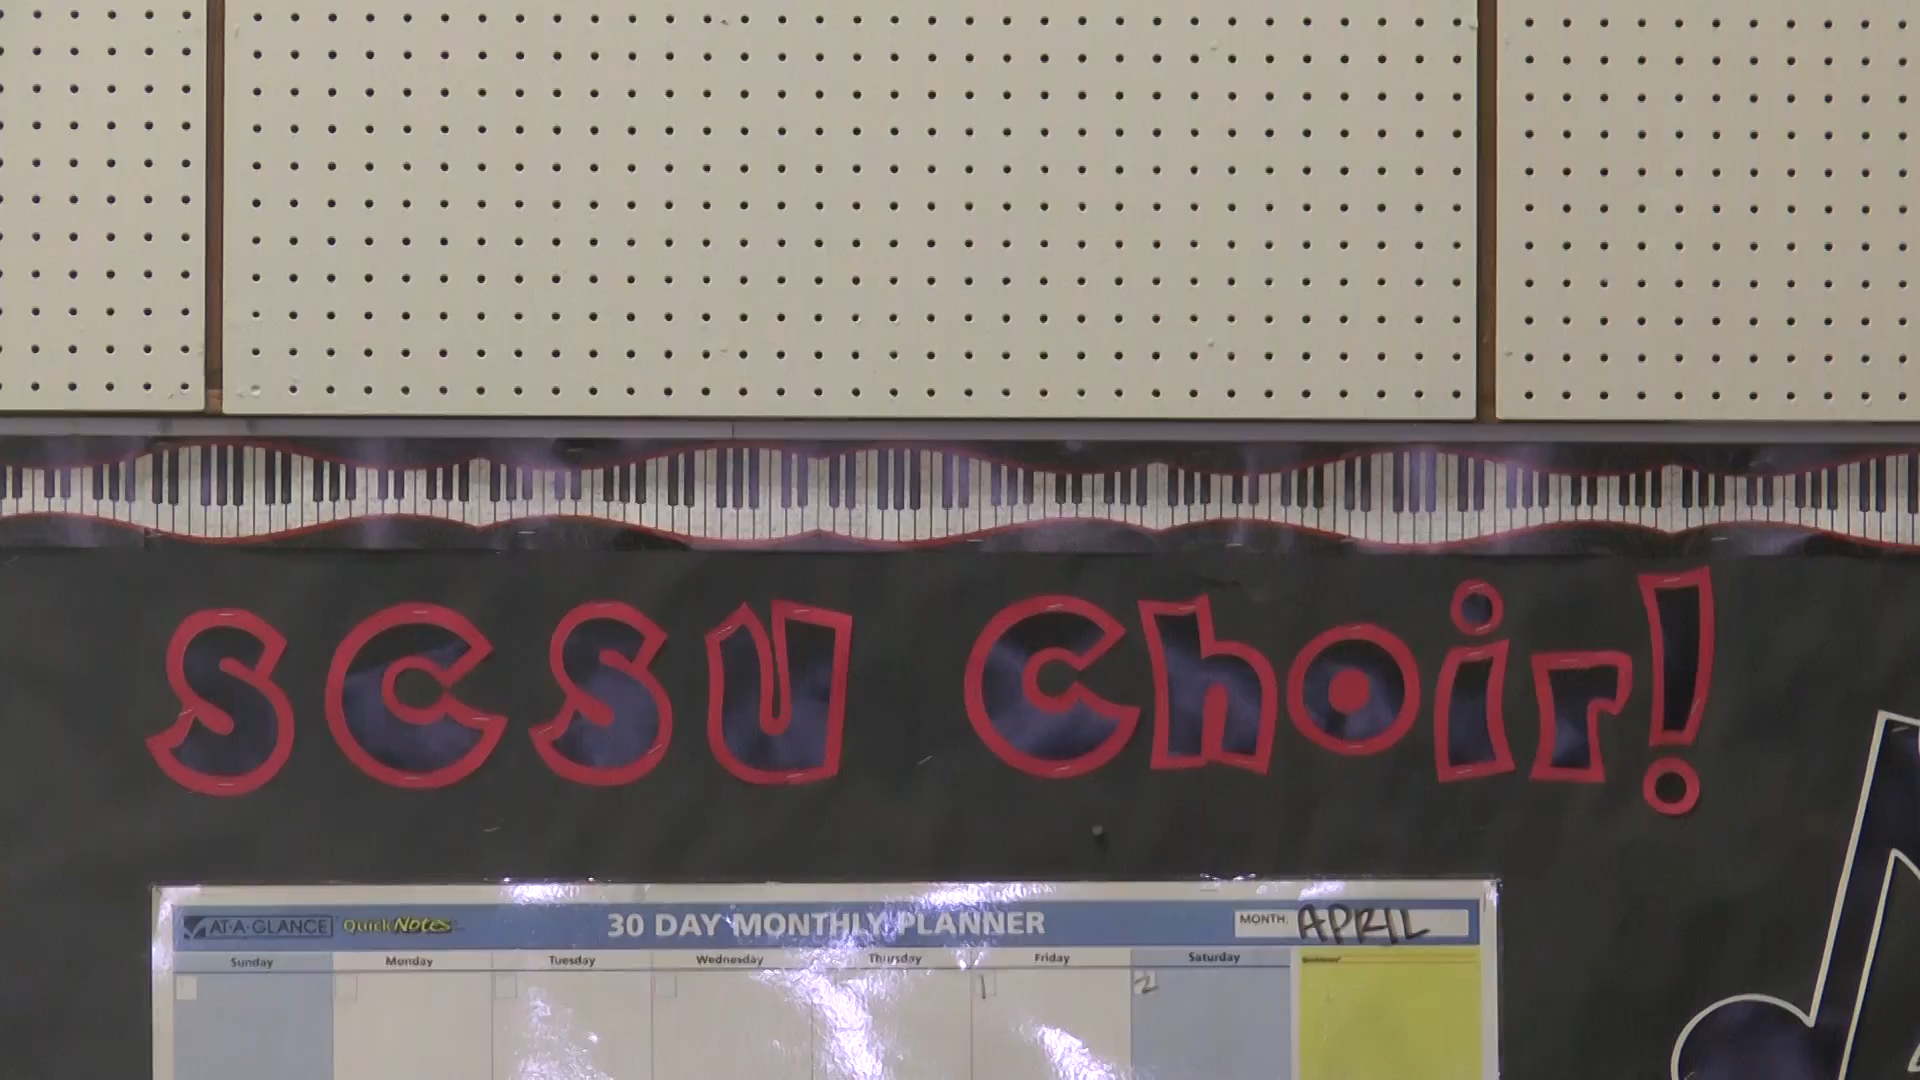 SCSU Choir!
AT-A-GLANCE QuickNotes 30 DAY MONTHLY PLANNER MONTH: APRIL
Sunday Monday Tuesday Wednesday Thursday Friday Saturday
1 2